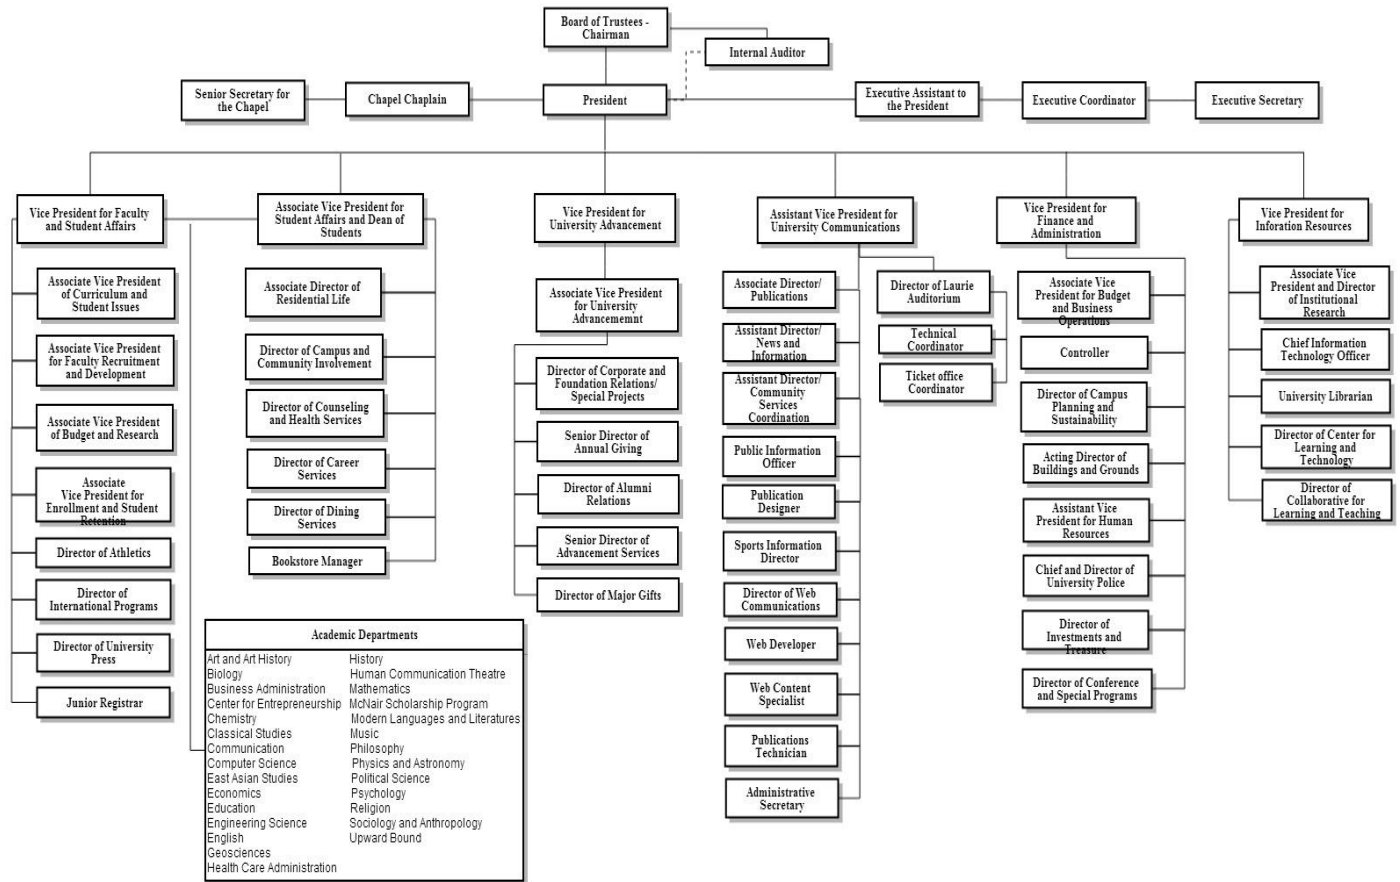 Board of Trustees -
Chairman
Internal Auditor
Senior Secretary for
the Chapel
Chapel Chaplain
President
Executive Assistant to
the President
Executive Coordinator
Executive Secretary
Vice President for Faculty
and Student Affairs
Associate Vice President
of Curriculum and
Student Issues
Associate Vice President
for Faculty Recruitment
and Development
Associate Vice President
of Budget and Research
Associate
Vice President for
Enrollment and Student
Retention
Director of Athletics
Director of
International Programs
Director of University
Press
Junior Registrar
Associate Vice President for
Student Affairs and Dean of
Students
Associate Director of
Residential Life
Director of Campus and
Community Involvement
Director of Counseling
and Health Services
Director of Career
Services
Director of Dining
Services
Bookstore Manager
Academic Departments
Art and Art History
Biology
Business Administration
Center for Entrepreneurship
Chemistry
Classical Studies
Communication
Computer Science
East Asian Studies
Economics
Education
Engineering Science
English
Geosciences
Health Care Administration
History
Human Communication Theatre
Mathematics
McNair Scholarship Program
Modern Languages and Literatures
Music
Philosophy
Physics and Astronomy
Political Science
Psychology
Religion
Sociology and Anthropology
Upward Bound
Vice President for
University Advancement
Associate Vice President
for University
Advancememnt
Director of Corporate and
Foundation Relations/
Special Projects
Senior Director of
Annual Giving
Director of Alumni
Relations
Senior Director of
Advancement Services
Director of Major Gifts
Assistant Vice President for
University Communications
Associate Director/
Publications
Assistant Director/
News and
Information
Assistant Director/
Community
Services
Coordination
Public Information
Officer
Publication
Designer
Sports Information
Director
Director of Web
Communications
Web Developer
Web Content
Specialist
Publications
Technician
Administrative
Secretary
Director of Laurie
Auditorium
Technical
Coordinator
Ticket office
Coordinator
Vice President for
Finance and
Administration
Associate Vice
President for Budget
and Business
Operations
Controller
Director of Campus
Planning and
Sustainability
Acting Director of
Buildings and Grounds
Assistant Vice
President for Human
Resources
Chief and Director of
University Police
Director of
Investments and
Treasure
Director of Conference
and Special Programs
Vice President for
Inforation Resources
Associate Vice
President and Director
of Institutional
Research
Chief Information
Technology Officer
University Librarian
Director of Center for
Learning and
Technology
Director of
Collaborative for
Learning and Teaching